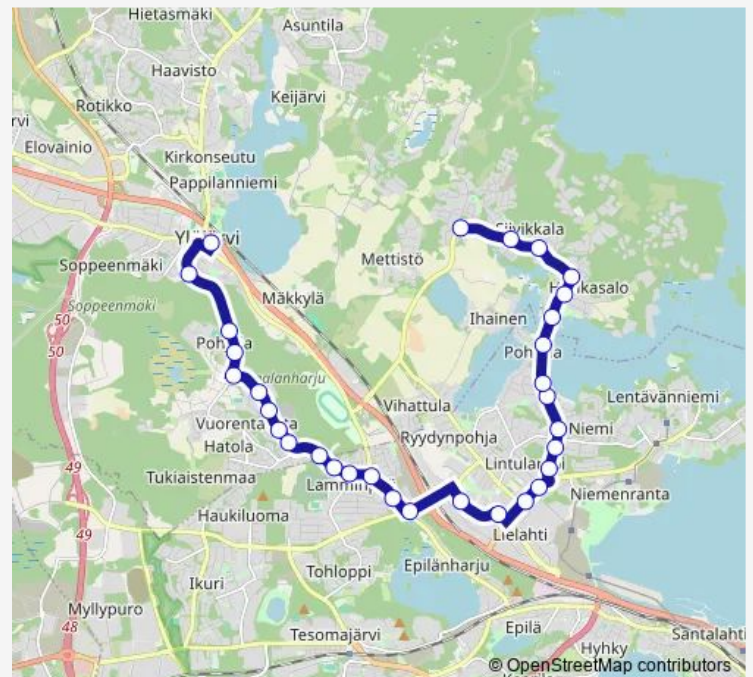 Hietasmäki
Asuntila
Haavisto
Keijärvi
Rotikko
rvi
Elovainio
Kirkonseutu
Pappilanniemi
Siivikkala
Mettistö
Soppeenmäki
Mäkkylä
Soppeenmäki
Ihainen
50
50
Vihattula
Lentävänniemi
Ryydynpohja
Niemi
Hatola
49
Tukiaistenmaa
Niemenranta
Haukiluoma
Lielahti
49
Epilänharju
Tohloppi
Ikuri
Myllypuro
48
Tesomajärvi
Epilä
Santalahti
Hyhky
© OpenStreetMap contributors